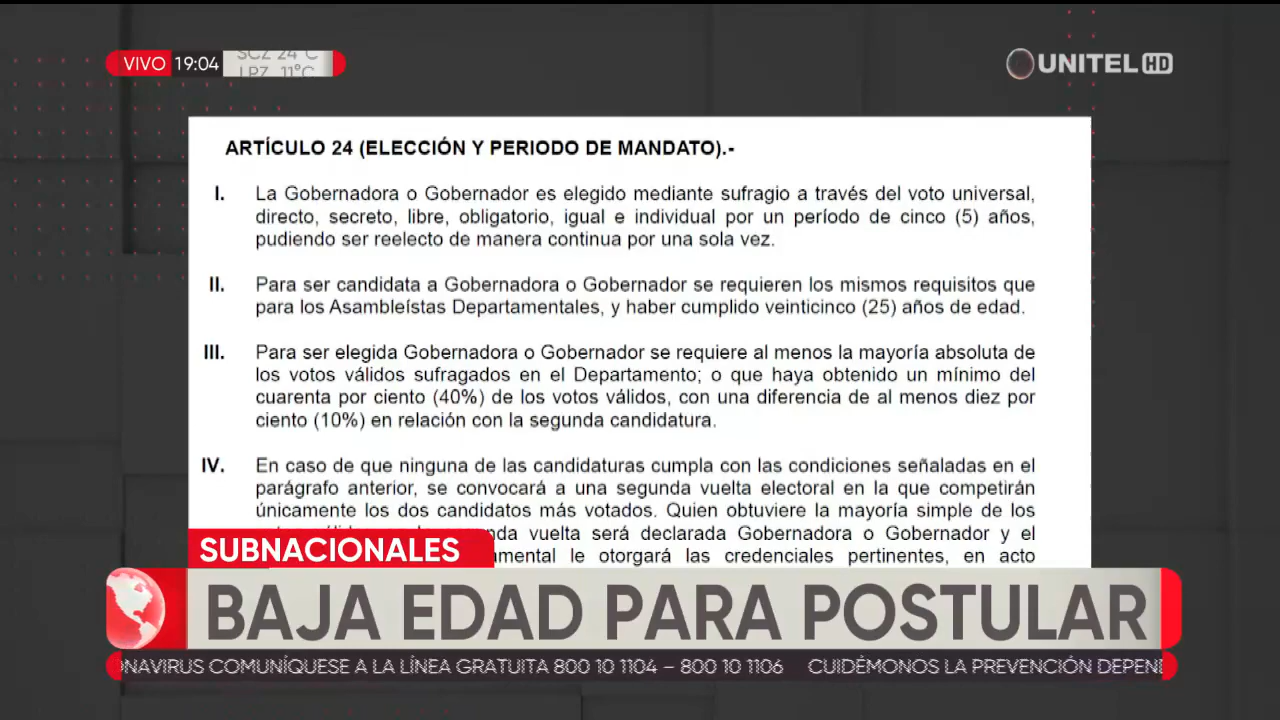 VIVO 19:04 SCZ 24°C
LPZ 11°C
UNITEL HD
ARTÍCULO 24 (ELECCIÓN Y PERIODO DE MANDATO).-
I. La Gobernadora o Gobernador es elegido mediante sufragio a través del voto universal,
directo, secreto, libre, obligatorio, igual e individual por un período de cinco (5) años,
pudiendo ser reelecto de manera continua por una sola vez.
II. Para ser candidata a Gobernadora o Gobernador se requieren los mismos requisitos que
para los Asambleístas Departamentales, y haber cumplido veinticinco (25) años de edad.
III. Para ser elegida Gobernadora o Gobernador se requiere al menos la mayoría absoluta de
los votos válidos sufragados en el Departamento; o que haya obtenido un mínimo del
cuarenta por ciento (40%) de los votos válidos, con una diferencia de al menos diez por
ciento (10%) en relación con la segunda candidatura.
IV. En caso de que ninguna de las candidaturas cumpla con las condiciones señaladas en el
parágrafo anterior, se convocará a una segunda vuelta electoral en la que competirán
únicamente los dos candidatos más votados. Quien obtuviere la mayoría simple de los
vuelta será declarada Gobernadora o Gobernador y el
le otorgará las credenciales pertinentes, en acto
SUBNACIONALES
BAJA EDAD PARA POSTULAR
ONAVIRUS COMUNÍQUESE A LA LÍNEA GRATUITA 800 10 1104 – 800 10 1106 CUIDÉMONOS LA PREVENCIÓN DEPEN